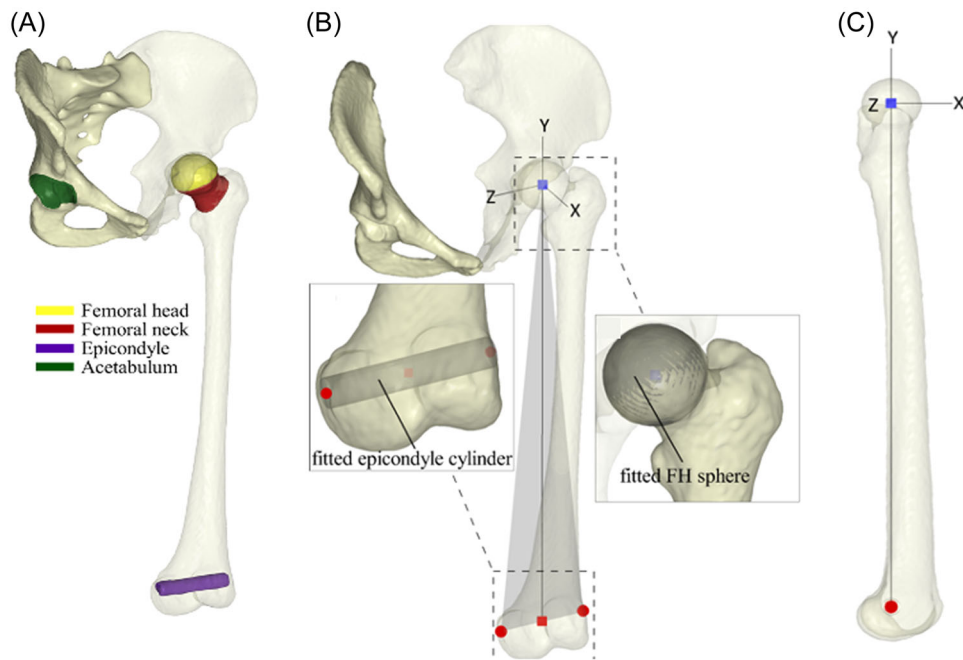 (A)
Femoral head
Femoral neck
Epicondyle
Acetabulum
(B)
Y
Z
X
fitted epicondyle cylinder
fitted FH sphere
(C)
Y
Z
X